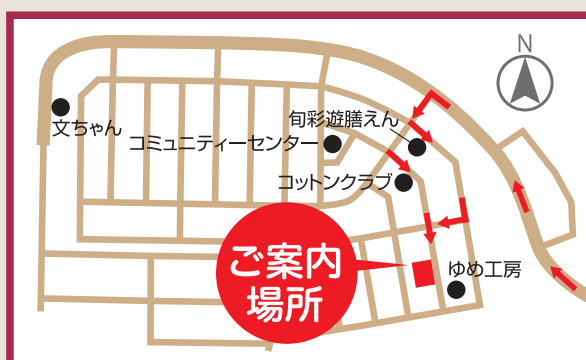 N
文ちゃん
旬彩遊膳えん
コミュニティーセンター
コットンクラブ
ご案内
場所
ゆめ工房